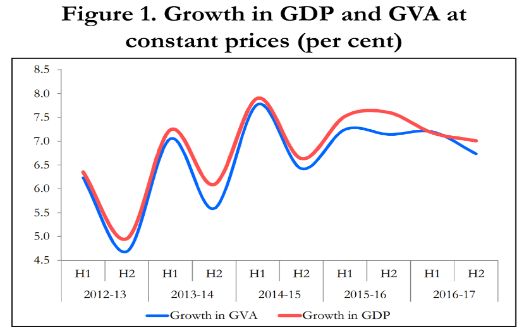 Figure 1. Growth in GDP and GVA at
constant prices (per cent)
8.5
8.0
7.5
7.0
6.5
6.0
5.5
5.0
4.5
H1 H2 H1 H2 H1 H2 H1 H2 H1 H2
2012-13 2013-14 2014-15 2015-16 2016-17
Growth in GVA Growth in GDP